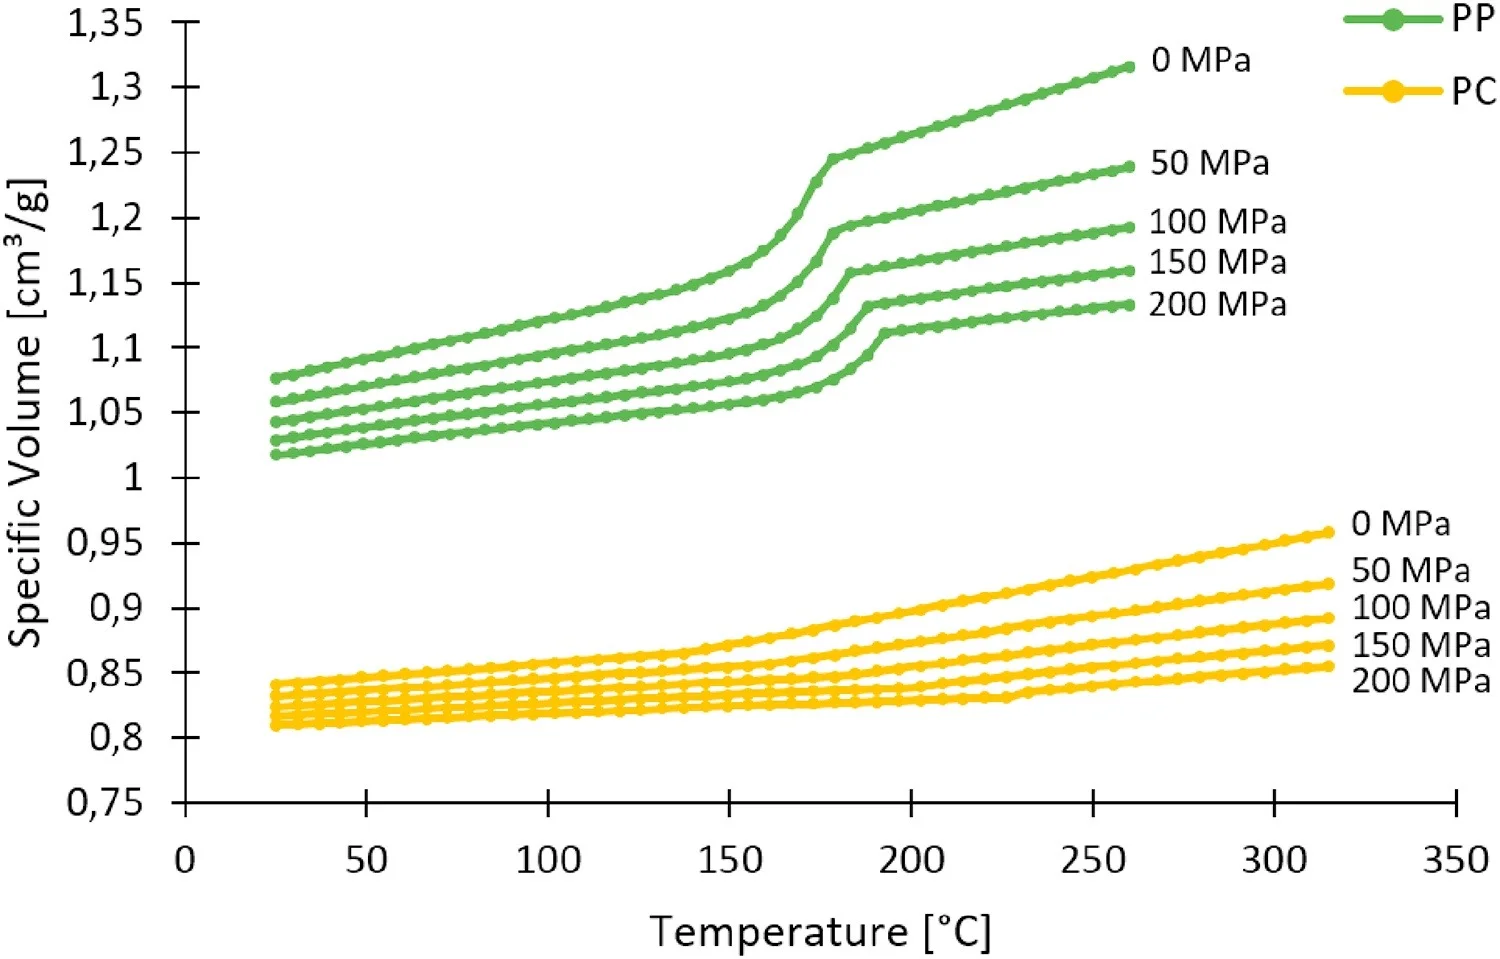 PP
PC
1,35
1,3
1,25
1,2
1,15
1,1
1,05
1
0,95
0,9
0,85
0,8
0,75
Specific Volume [cm³/g]
0 MPa
50 MPa
100 MPa
150 MPa
200 MPa
0 MPa
50 MPa
100 MPa
150 MPa
200 MPa
0 50 100 150 200 250 300 350
Temperature [°C]